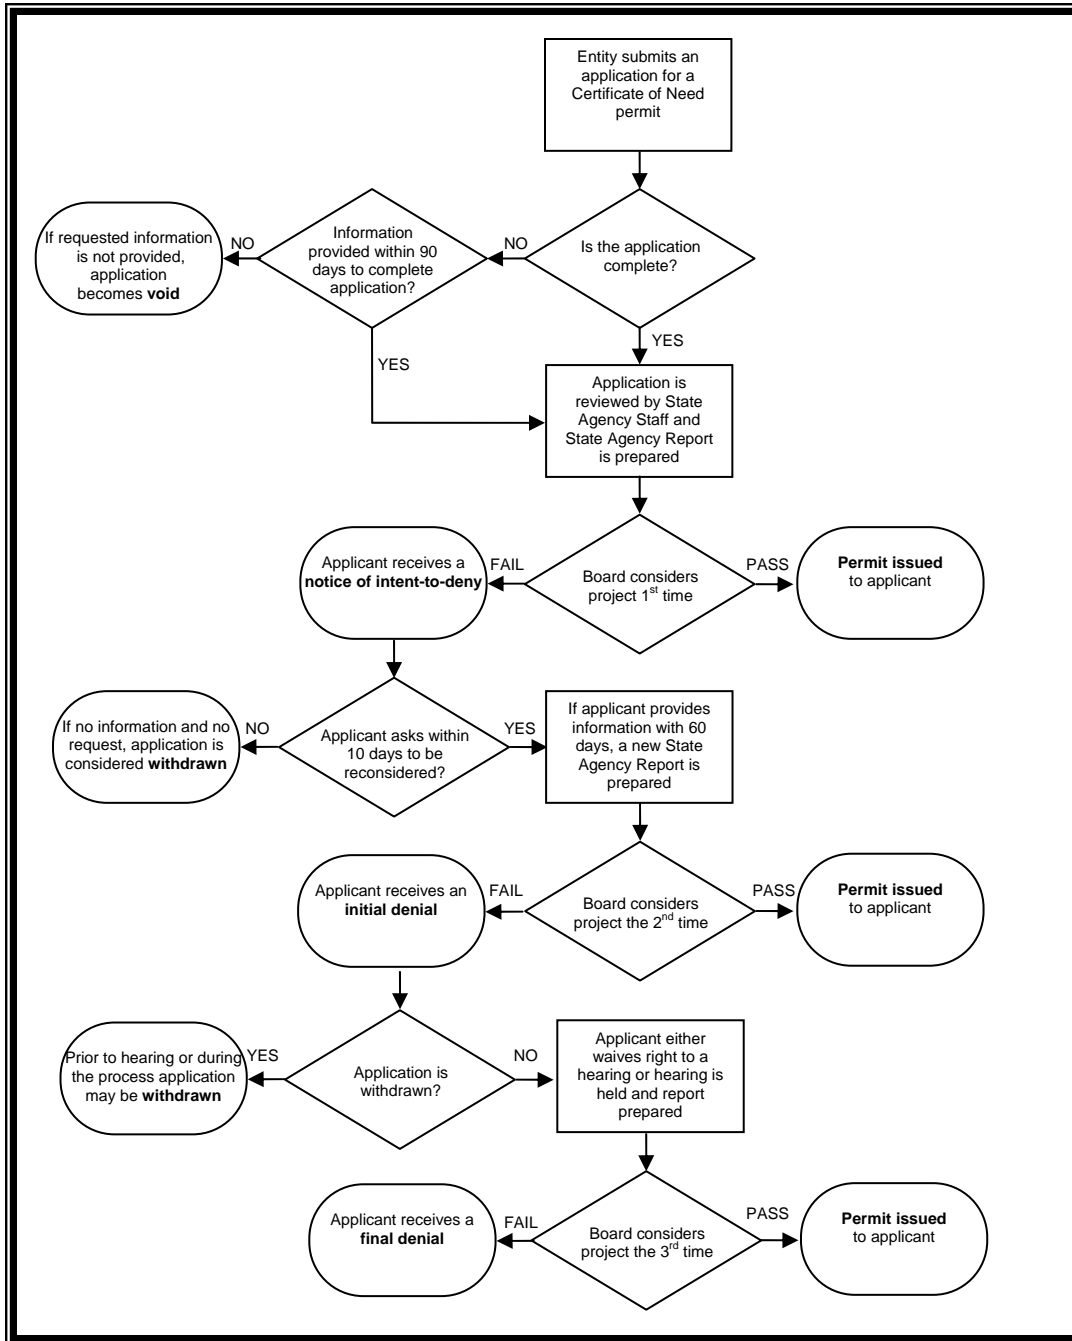 Entity submits an
application for a
Certificate of Need
permit
If requested information
is not provided,
application
becomes void
NO
Information
provided within 90
days to complete
application?
NO
Is the application
complete?
YES
YES
Application is
reviewed by State
Agency Staff and
State Agency Report
is prepared
Applicant receives a
notice of intent-to-deny
FAIL
Board considers
project 1st time
PASS
Permit issued
to applicant
If no information and no
request, application is
considered withdrawn
NO
Applicant asks within
10 days to be
reconsidered?
YES
If applicant provides
information with 60
days, a new State
Agency Report is
prepared
Applicant receives an
initial denial
FAIL
Board considers
project the 2nd time
PASS
Permit issued
to applicant
Prior to hearing or during
the process application
may be withdrawn
YES
Application is
withdrawn?
NO
Applicant either
waives right to a
hearing or hearing is
held and report
prepared
Applicant receives a
final denial
FAIL
Board considers
project the 3rd time
PASS
Permit issued
to applicant